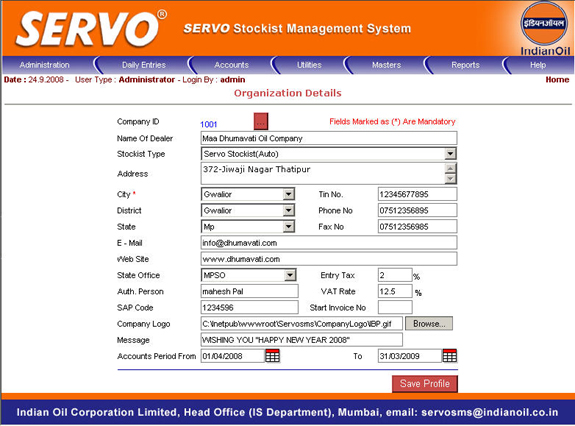 SERVO®
SERVO Stockist Management System
इंडियनऑयल
IndianOil
Administration Daily Entries Accounts Utilities Masters Reports Help
Date : 24.9.2008 - User Type : Administrator - Login By : admin Home
Organization Details
Company ID 1001 ... Fields Marked as (*) Are Mandatory
Name Of Dealer Maa Dhumavati Oil Company
Stockist Type Servo Stockist(Auto)
Address 372-Jiwaji Nagar Thatipur
City * Gwalior Tin No. 12345677895
District Gwalior Phone No 07512356895
State Mp Fax No 07512356985
E - Mail info@dhumavati.com
Web Site www.dhumavati.com
State Office MPSO Entry Tax 2 %
Auth. Person mahesh Pal VAT Rate 12.5 %
SAP Code 1234596 Start Invoice No
Company Logo C:\Inetpub\wwwroot\Servosms\CompanyLogo\IBP.gif Browse...
Message WISHING YOU "HAPPY NEW YEAR 2008"
Accounts Period From 01/04/2008 To 31/03/2009
Save Profile
Indian Oil Corporation Limited, Head Office (IS Department), Mumbai, email: servosms@indianoil.co.in